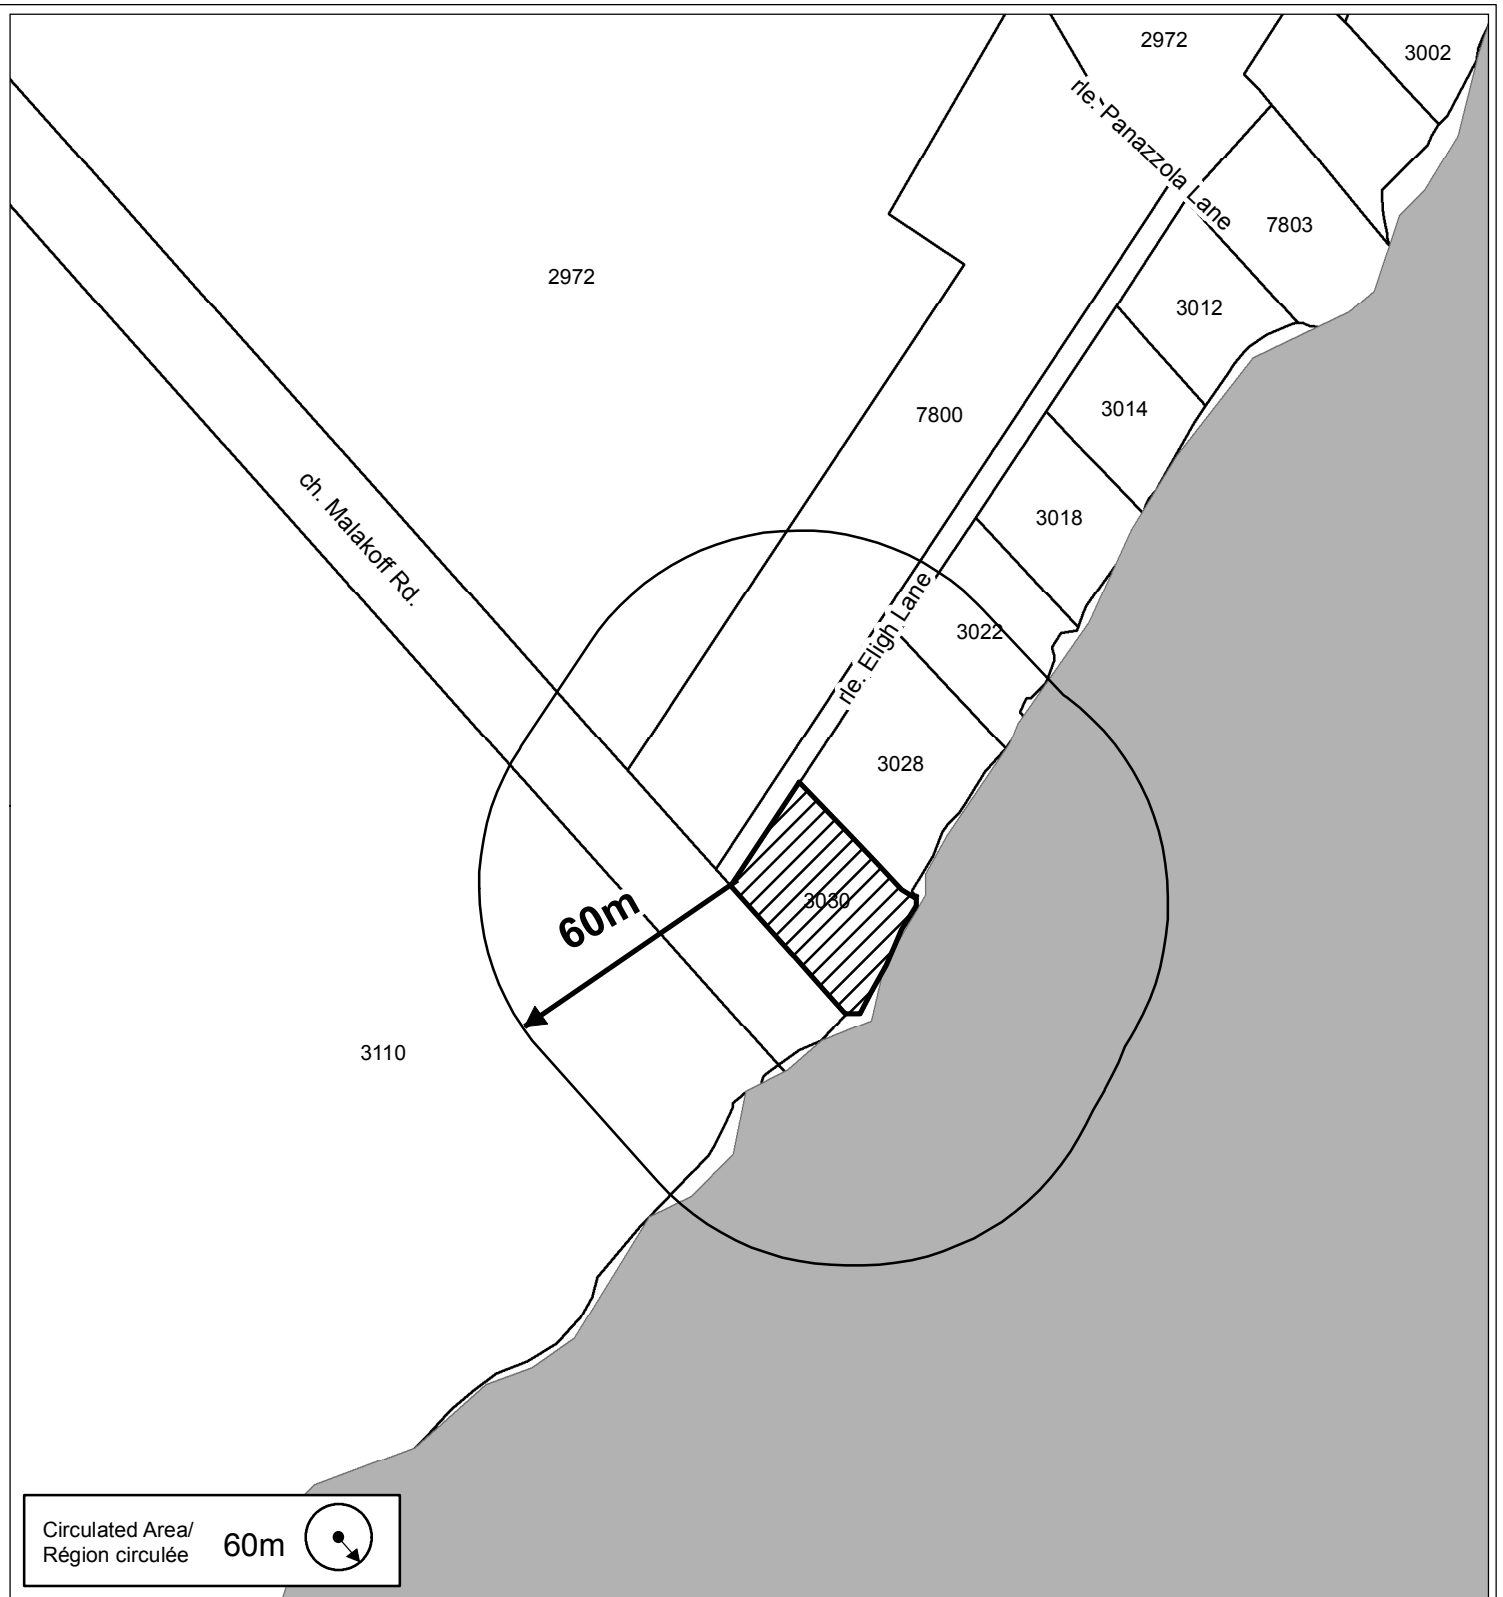 2972
3002
rle. Panazzola Lane
7803
2972
3012
7800
3014
ch. Malakoff Rd.
3018
rle. Eligh Lane
3022
3028
60m
3030
3110
Circulated Area/
Région circulée
60m